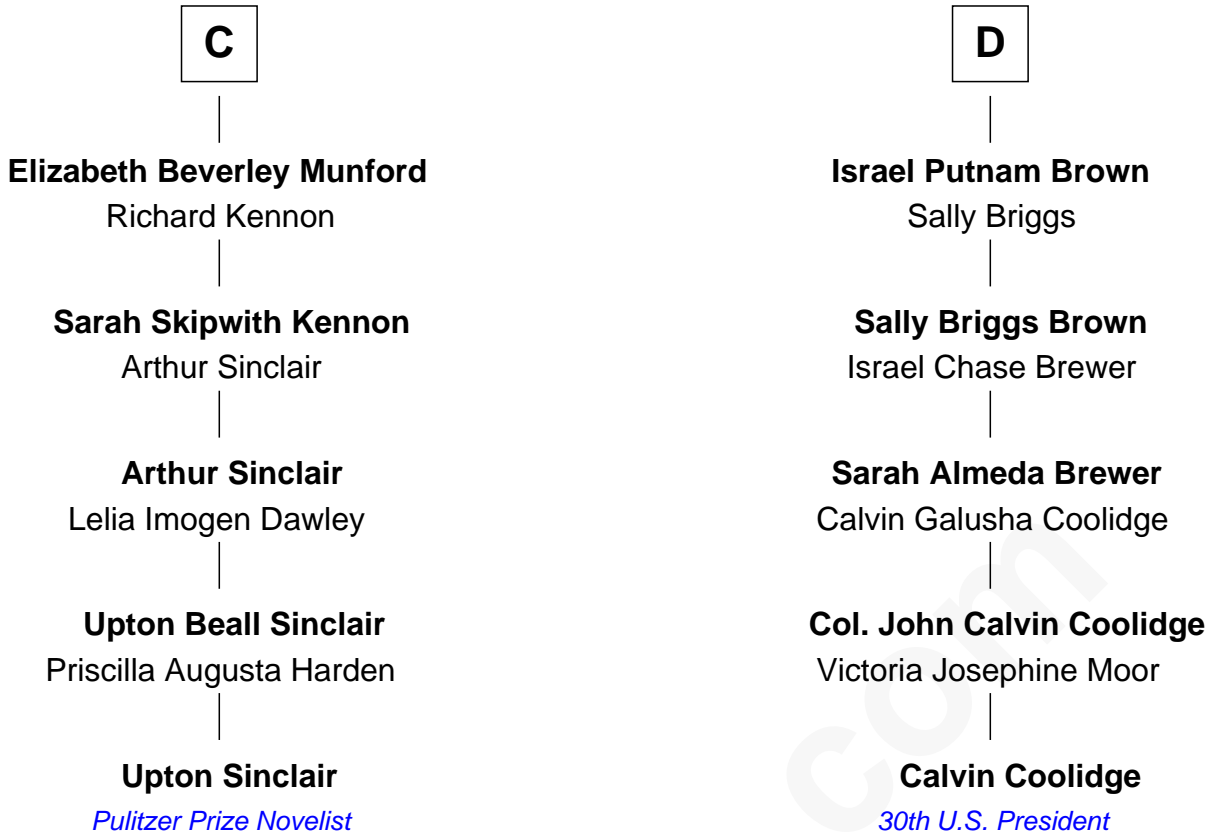 C
Elizabeth Beverley Munford
Richard Kennon
Sarah Skipwith Kennon
Arthur Sinclair
Arthur Sinclair
Lelia Imogen Dawley
Upton Beall Sinclair
Priscilla Augusta Harden
Upton Sinclair
Pulitzer Prize Novelist
D
Israel Putnam Brown
Sally Briggs
Sally Briggs Brown
Israel Chase Brewer
Sarah Almeda Brewer
Calvin Galusha Coolidge
Col. John Calvin Coolidge
Victoria Josephine Moor
Calvin Coolidge
30th U.S. President
com